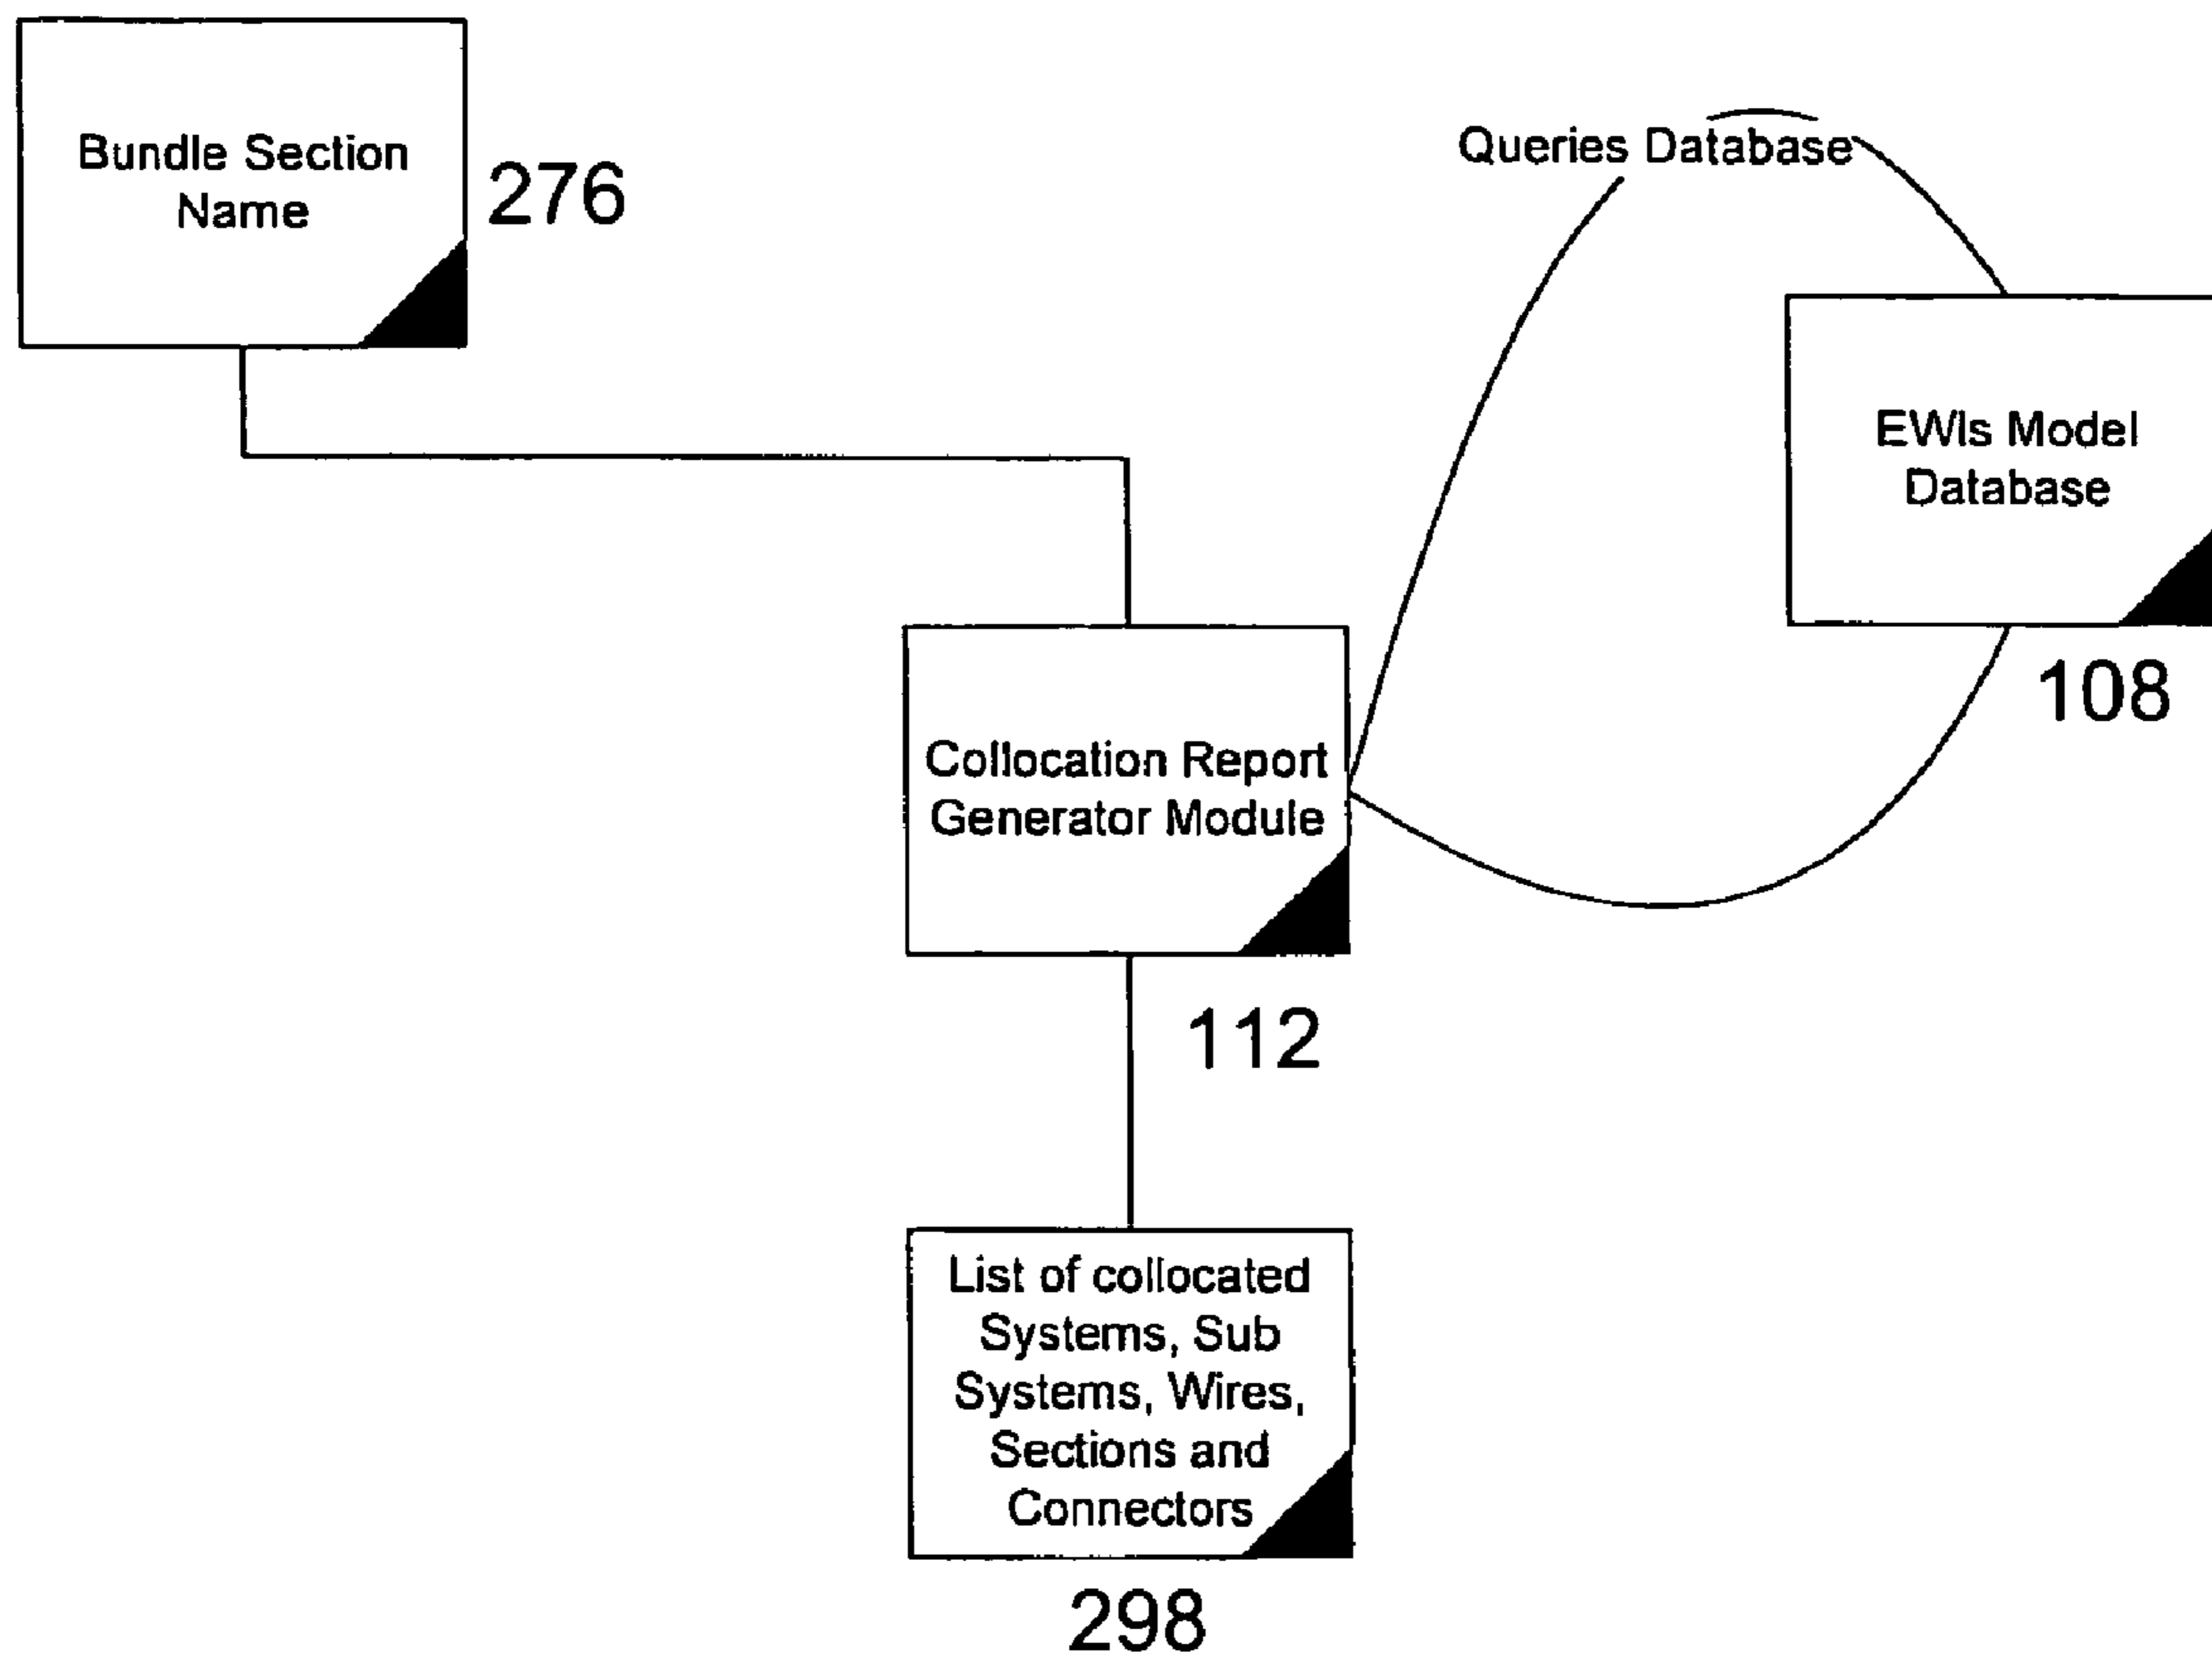 Bundle Section
Name
276
Queries Database
EWIs Model
Database
108
Collocation Report
Generator Module
112
List of collocated
Systems, Sub
Systems, Wires,
Sections and
Connectors
298